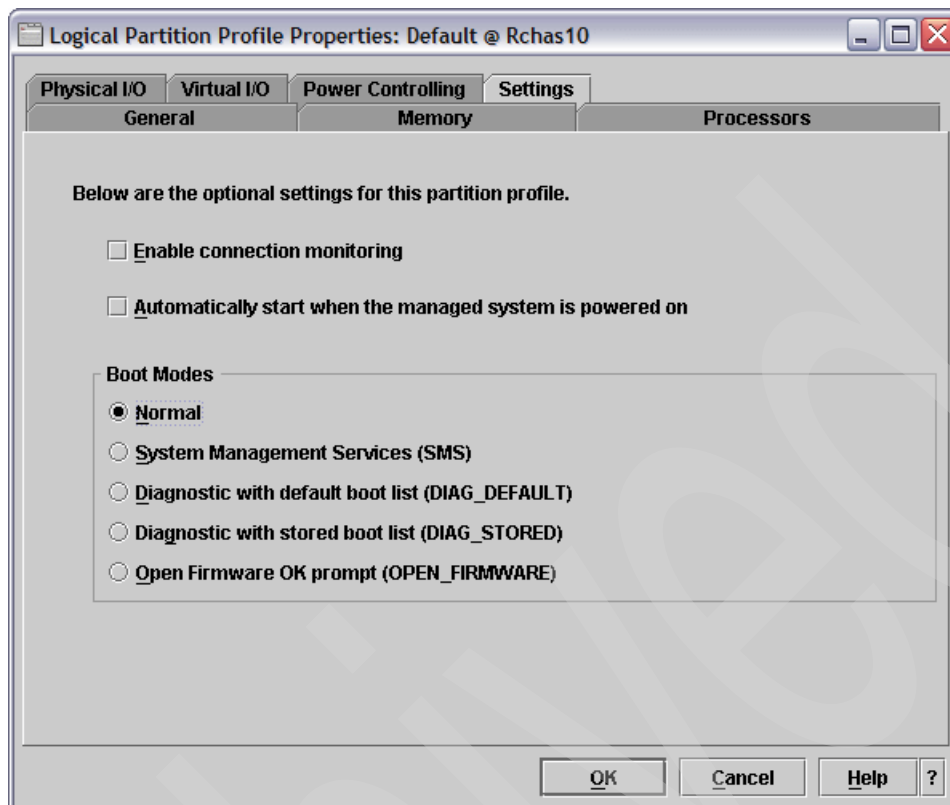 Logical Partition Profile Properties: Default @ Rchas10
Physical I/O Virtual I/O Power Controlling Settings
General Memory Processors
Below are the optional settings for this partition profile.
Enable connection monitoring
Automatically start when the managed system is powered on
Boot Modes
Normal
System Management Services (SMS)
Diagnostic with default boot list (DIAG_DEFAULT)
Diagnostic with stored boot list (DIAG_STORED)
Open Firmware OK prompt (OPEN_FIRMWARE)
OK Cancel Help ?